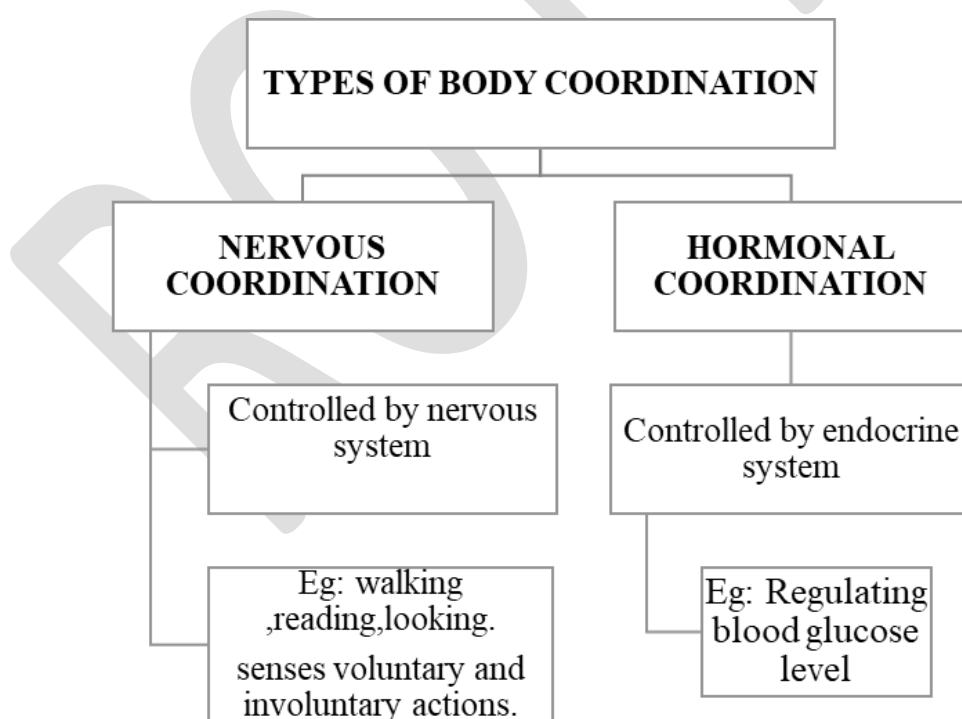 TYPES OF BODY COORDINATION
NERVOUS
COORDINATION
Controlled by nervous
system
Eg: walking
,reading,looking.
senses voluntary and
involuntary actions.
HORMONAL
COORDINATION
Controlled by endocrine
system
Eg: Regulating
blood glucose
level